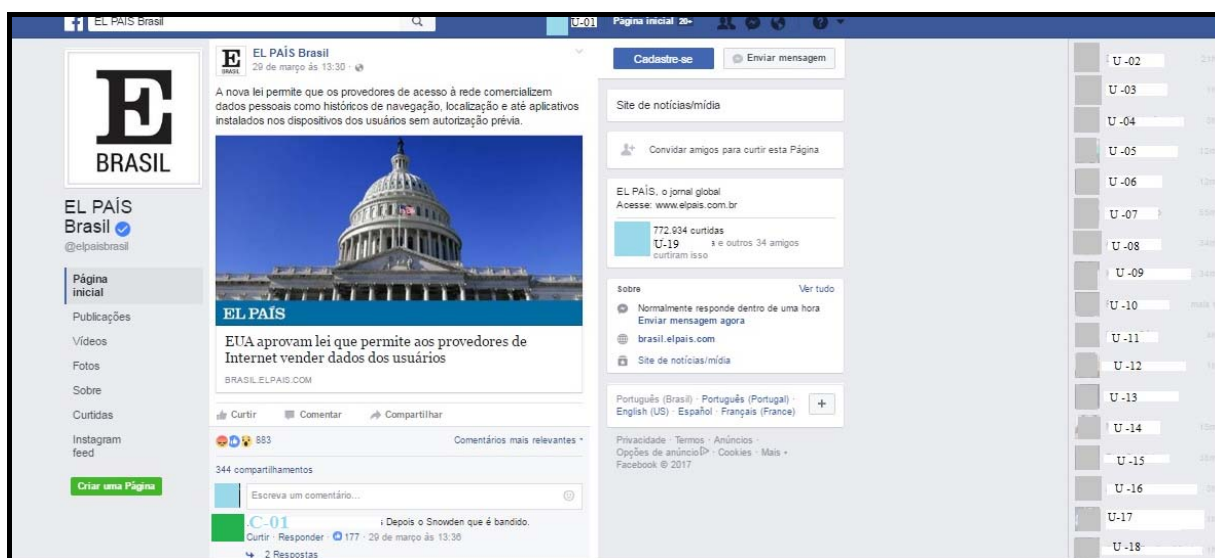 EL PAÍS Brasil
U-01
Página inicial 20+
E
BRASIL
EL PAÍS
Brasil
@elpaisbrasil
Página
inicial
Publicações
Vídeos
Fotos
Sobre
Curtidas
Instagram
feed
Criar uma Página
E
BRASIL
EL PAÍS Brasil
29 de março às 13:30
A nova lei permite que os provedores de acesso à rede comercializem
dados pessoais como históricos de navegação, localização e até aplicativos
instalados nos dispositivos dos usuários sem autorização prévia.
EL PAÍS
EUA aprovam lei que permite aos provedores de
Internet vender dados dos usuários
BRASIL.ELPAIS.COM
Curtir Comentar Compartilhar
883 Comentários mais relevantes
344 compartilhamentos
Escreva um comentário...
C-01 Depois o Snowden que é bandido.
Curtir · Responder · 177 · 29 de março às 13:36
2 Respostas
Cadastre-se
Enviar mensagem
Site de notícias/mídia
Convidar amigos para curtir esta Página
EL PAÍS, o jornal global
Acesse: www.elpais.com.br
772.934 curtidas
U-19 e outros 34 amigos
curtiram isso
Sobre Ver tudo
Normalmente responde dentro de uma hora
Enviar mensagem agora
brasil.elpais.com
Site de notícias/mídia
Português (Brasil) · Português (Portugal) ·
English (US) · Español · Français (France)
+
Privacidade · Termos · Anúncios ·
Opções de anúncio · Cookies · Mais
Facebook © 2017
U -02
U -03
U -04
U -05
U -06
U -07
U -08
U -09
U -10
U -11
U -12
U -13
U -14
U -15
U -16
U-17
U -18